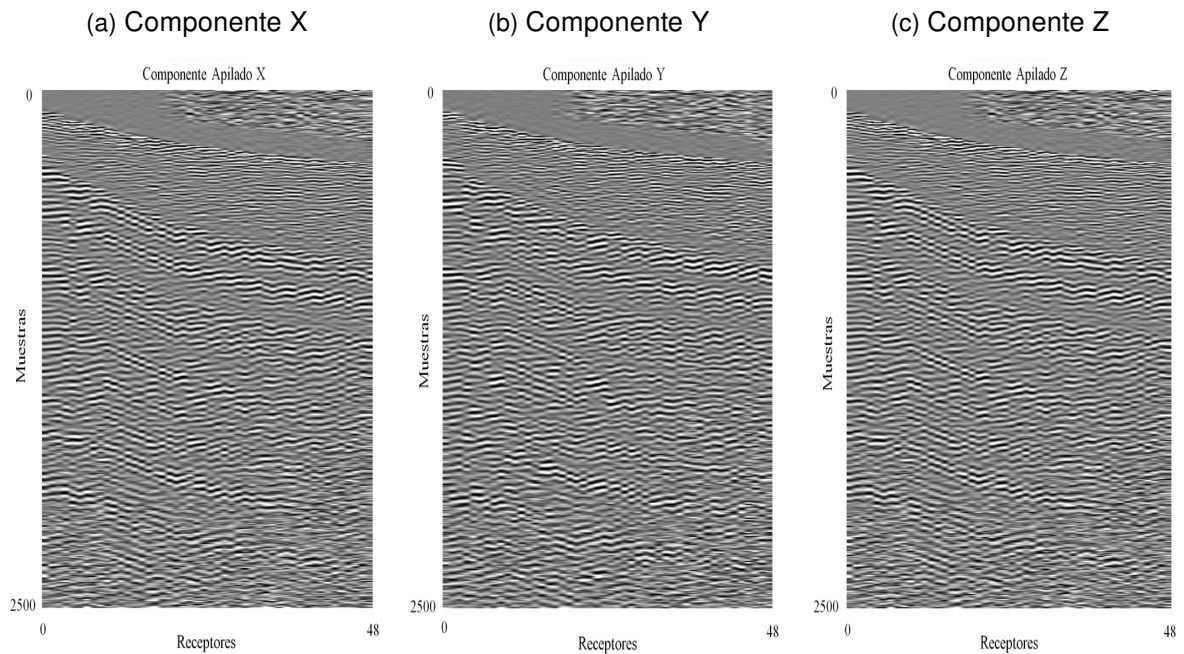 (a) Componente X
Componente Apilado X
0
Muestras
2500
0
48
Receptores
(b) Componente Y
Componente Apilado Y
0
Muestras
2500
0
48
Receptores
(c) Componente Z
Componente Apilado Z
0
Muestras
2500
0
48
Receptores